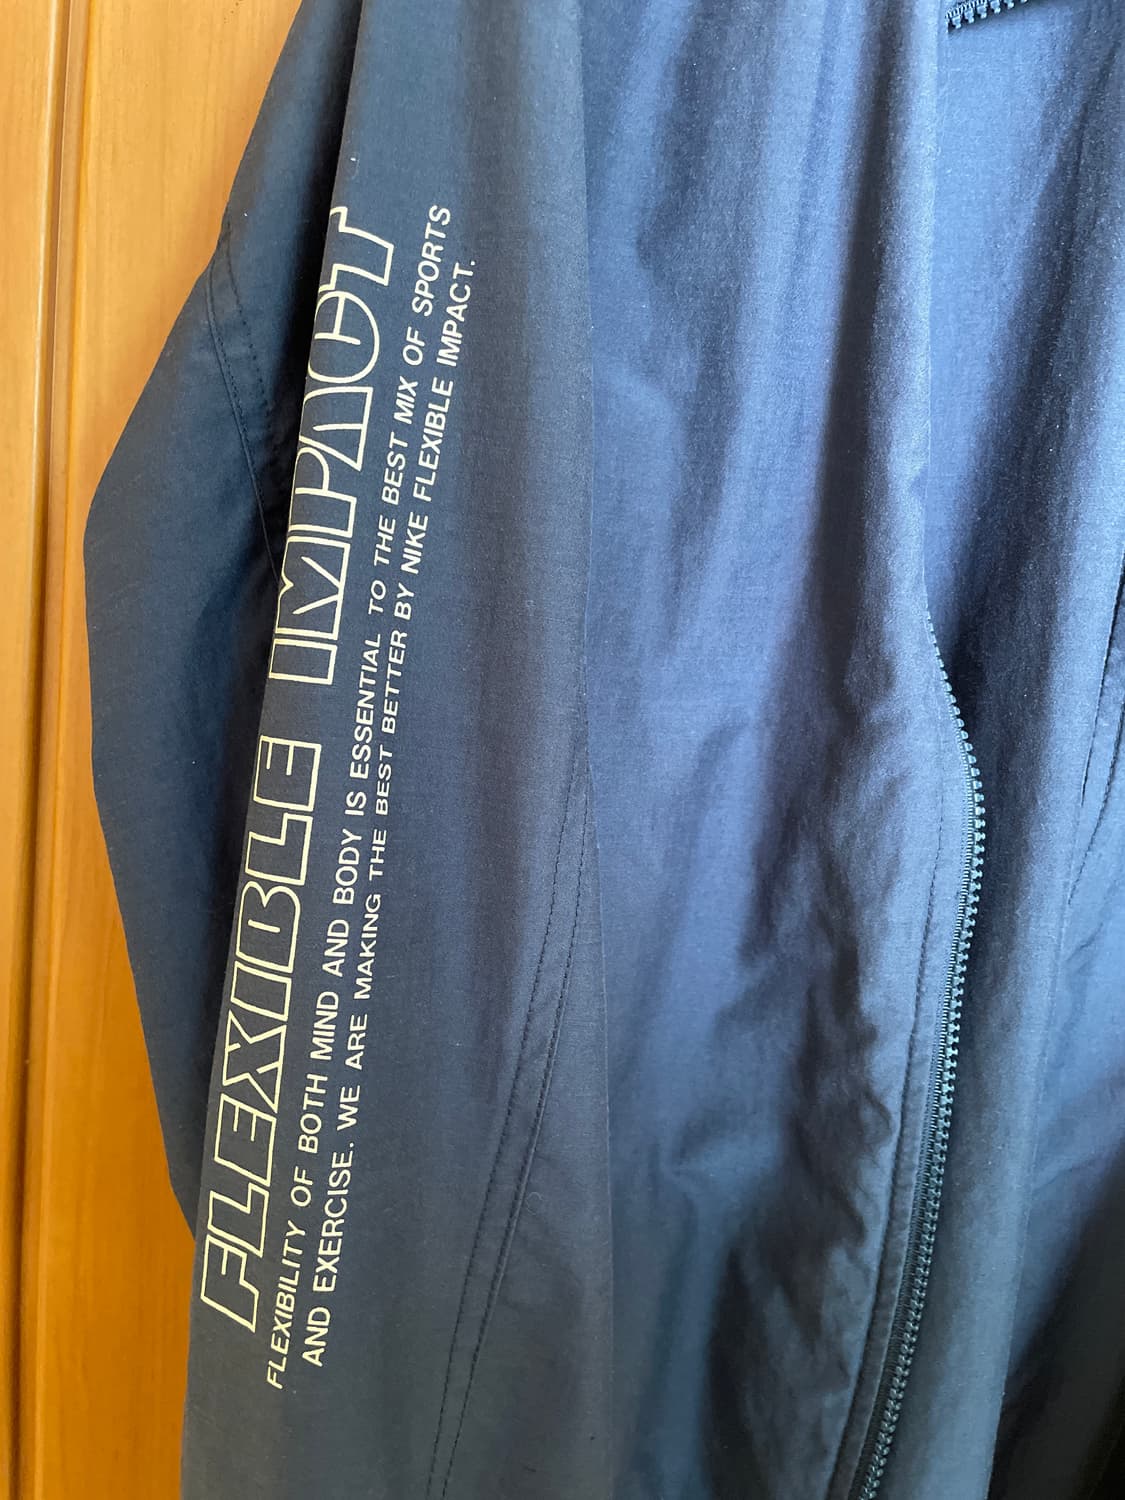 FLEXIBLE IMPACT
FLEXIBILITY OF BOTH MIND AND BODY IS ESSENTIAL TO THE BEST MIX OF SPORTS
AND EXERCISE. WE ARE MAKING THE BEST BETTER BY NIKE FLEXIBLE IMPACT.